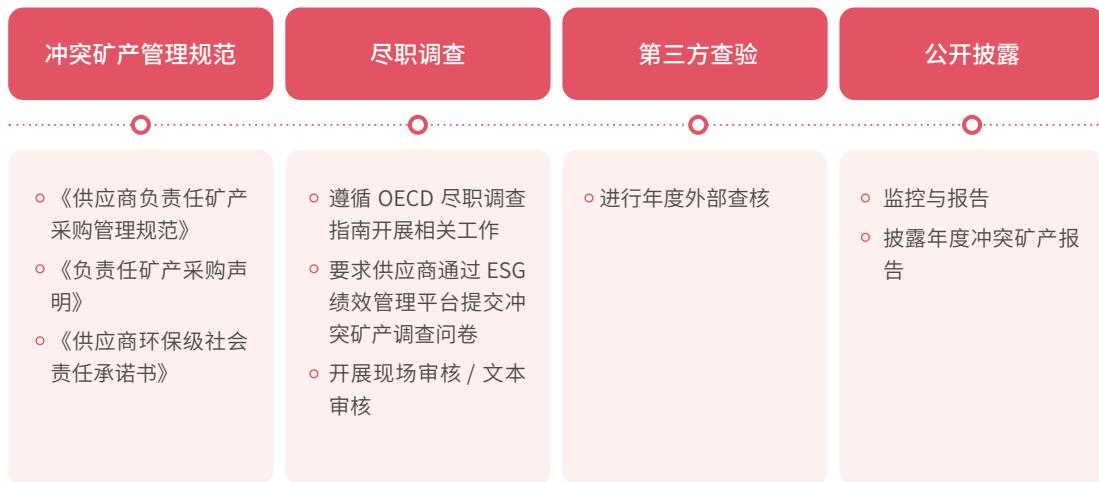 冲突矿产管理规范
尽职调查
第三方查验
公开披露
《供应商负责任矿产
采购管理规范》
《负责任矿产采购声
明》
《供应商环保级社会
责任承诺书》
遵循 OECD 尽职调查
指南开展相关工作
要求供应商通过 ESG
绩效管理平台提交冲
突矿产调查问卷
开展现场审核 / 文本
审核
进行年度外部查核
监控与报告
披露年度冲突矿产报
告